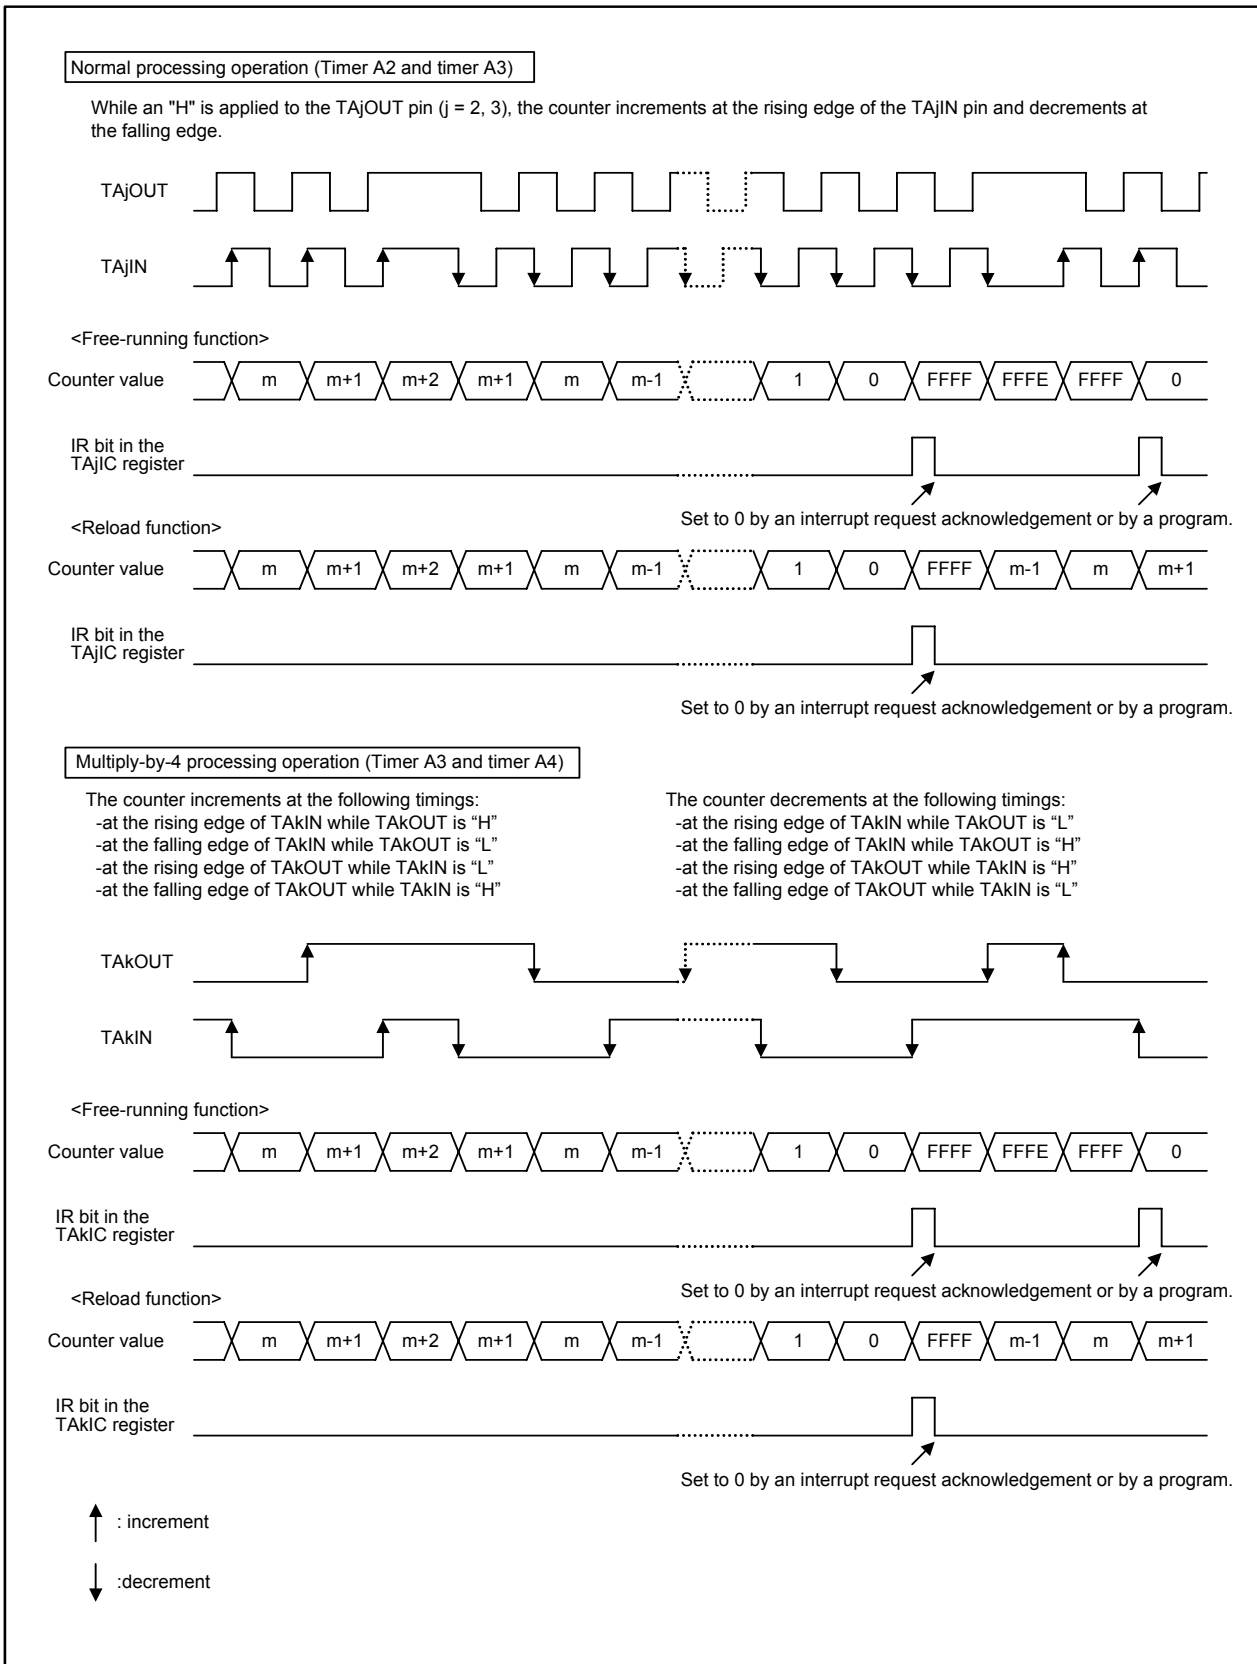 Normal processing operation (Timer A2 and timer A3)
While an "H" is applied to the TAjOUT pin (j = 2, 3), the counter increments at the rising edge of the TAjIN pin and decrements at
the falling edge.
TAjOUT
TAjIN
<Free-running function>
Counter value m m+1 m+2 m+1 m m-1 1 0 FFFF FFFE FFFF 0
IR bit in the
TAjIC register
Set to 0 by an interrupt request acknowledgement or by a program.
<Reload function>
Counter value m m+1 m+2 m+1 m m-1 1 0 FFFF m-1 m m+1
IR bit in the
TAjIC register
Set to 0 by an interrupt request acknowledgement or by a program.
Multiply-by-4 processing operation (Timer A3 and timer A4)
The counter increments at the following timings:
-at the rising edge of TAkIN while TAkOUT is “H”
-at the falling edge of TAkIN while TAkOUT is “L”
-at the rising edge of TAkOUT while TAkIN is “L”
-at the falling edge of TAkOUT while TAkIN is “H”
The counter decrements at the following timings:
-at the rising edge of TAkIN while TAkOUT is “L”
-at the falling edge of TAkIN while TAkOUT is “H”
-at the rising edge of TAkOUT while TAkIN is “H”
-at the falling edge of TAkOUT while TAkIN is “L”
TAkOUT
TAkIN
<Free-running function>
Counter value m m+1 m+2 m+1 m m-1 1 0 FFFF FFFE FFFF 0
IR bit in the
TAkIC register
Set to 0 by an interrupt request acknowledgement or by a program.
<Reload function>
Counter value m m+1 m+2 m+1 m m-1 1 0 FFFF m-1 m m+1
IR bit in the
TAkIC register
Set to 0 by an interrupt request acknowledgement or by a program.
: increment
:decrement